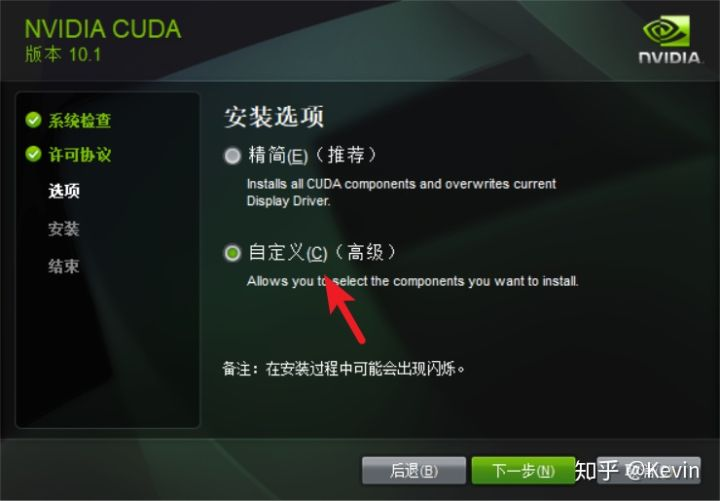 NVIDIA CUDA
版本 10.1
NVIDIA.
系统检查
许可协议
选项
安装
结束
安装选项
精简(E)（推荐）
Installs all CUDA components and overwrites current
Display Driver.
自定义(C)（高级）
Allows you to select the components you want to install.
备注：在安装过程中可能会出现闪烁。
后退(B)
下一步(N)
知乎 @Kevin